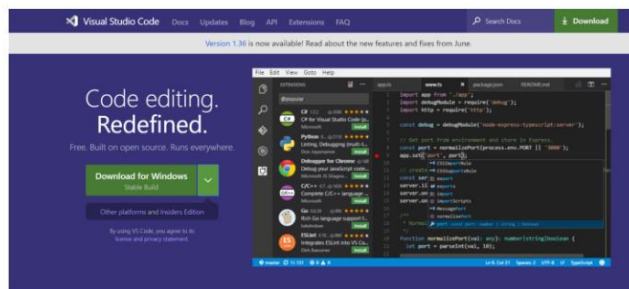 Visual Studio Code Docs Updates Blog API Extensions FAQ Search Docs Download
Version 1.36 is now available! Read about the new features and fixes from June.
Code editing.
Redefined.
Free. Built on open source. Runs everywhere.
Download for Windows
Stable Build
Other platforms and Insiders Edition
By using VS Code, you agree to its
license and privacy statement.
File Edit View Goto Help
EXTENSIONS
@popular
C#
C# for Visual Studio Code
Microsoft
Install
Python
Linting, Debugging
Install
Debugger for Chrome
Debug your JavaScript code
Install
C/C++
Complete C/C++ language
Microsoft
Install
Go
Rich Go language support
Install
ESLint
Integrates ESLint into VS Co
Install
app.ts www.ts package.json README.md
import app from './app';
import debugModule = require('debug');
import http = require('http');
const debug = debugModule('node-express-typescript:server');
// Get port from environment and store in Express.
const port = normalizePort(process.env.PORT || '3000');
app.set('port', port);
function normalizePort(val: any): number|string|boolean {
let port = parseInt(val, 10);
master
TypeScript